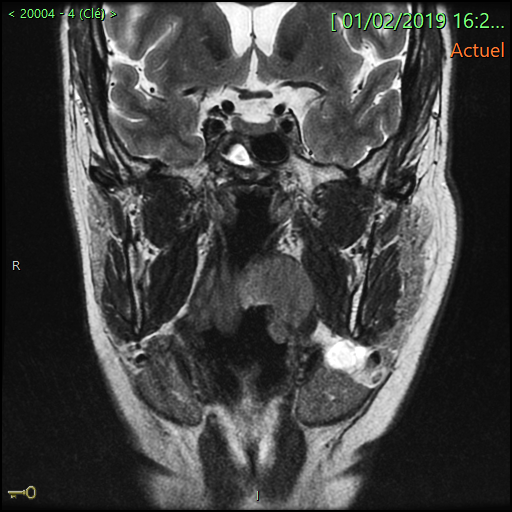 < 20004 - 4 (Clé) >
[ 01/02/2019 16:2...
Actuel
R
J